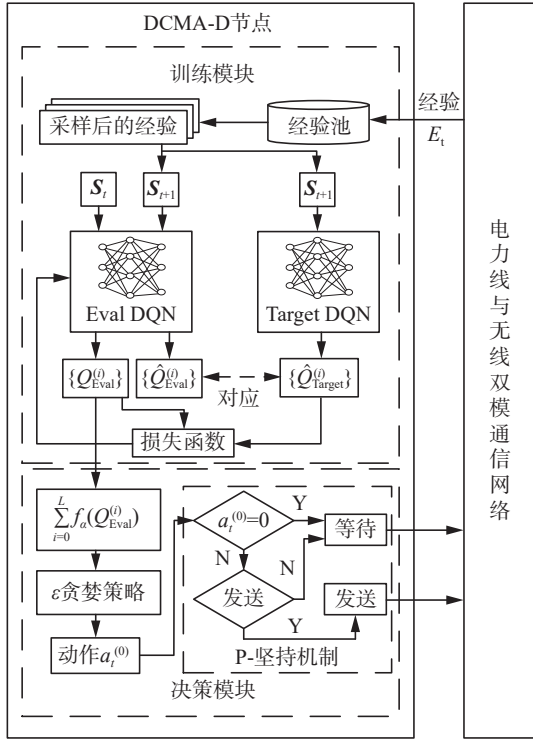 DCMA-D节点
训练模块
采样后的经验
经验池
经验
E_t
S_t
S_{t+1}
S_{t+1}
Eval DQN
Target DQN
{Q_{Eval}^{(i)}}
{Q̂_{Eval}^{(i)}}
对应
{Q̂_{Target}^{(i)}}
损失函数
∑_{i=0}^{L} f_α(Q_{Eval}^{(i)})
ε贪婪策略
动作a_t^{(0)}
a_t^{(0)}=0
Y
等待
N
N
发送
Y
发送
P-坚持机制
决策模块
电力线与无线双模通信网络